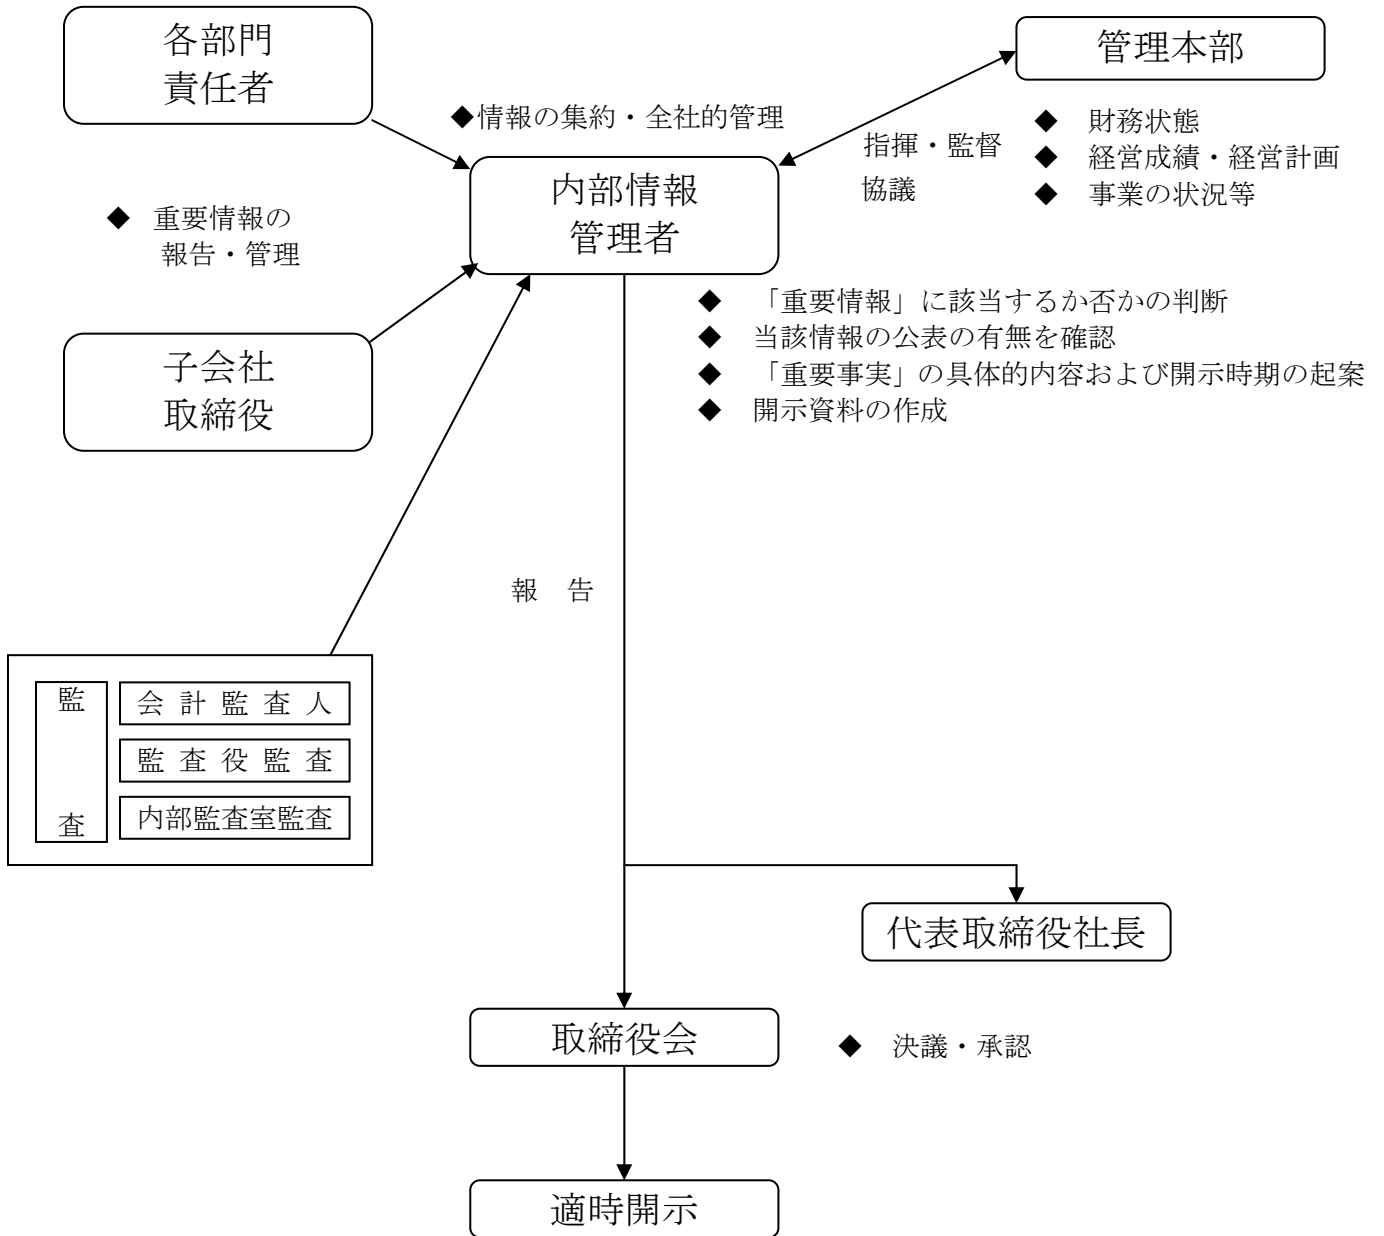 各部門
責任者
管理本部
◆情報の集約・全社的管理
◆ 財務状態
◆ 経営成績・経営計画
◆ 事業の状況等
指揮・監督
協議
内部情報
管理者
◆ 重要情報の
報告・管理
◆ 「重要情報」に該当するか否かの判断
◆ 当該情報の公表の有無を確認
◆ 「重要事実」の具体的内容および開示時期の起案
◆ 開示資料の作成
子会社
取締役
報 告
監
査
会 計 監 査 人
監 査 役 監 査
内部監査室監査
代表取締役社長
取締役会
◆ 決議・承認
適時開示